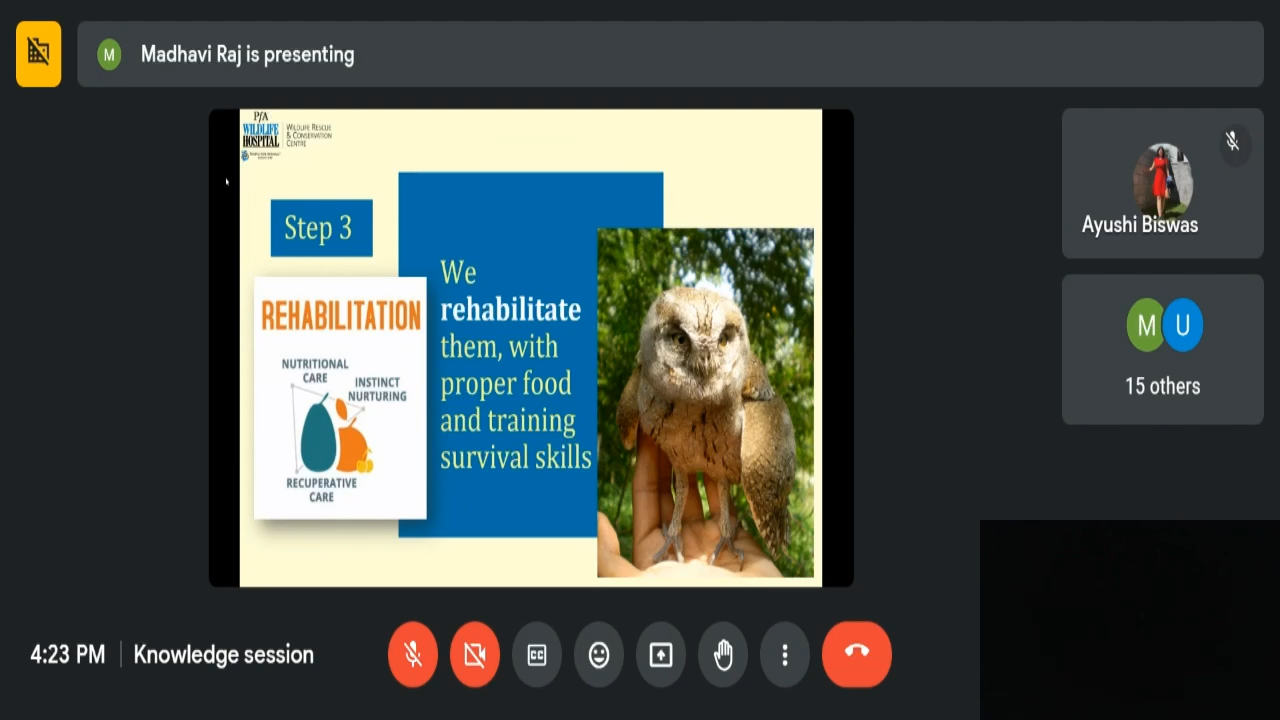 M
Madhavi Raj is presenting
PfA
WILDLIFE
HOSPITAL
WILDLIFE RESCUE
& CONSERVATION
CENTRE
Step 3
REHABILITATION
NUTRITIONAL
CARE
INSTINCT
NURTURING
RECUPERATIVE
CARE
We
rehabilitate
them, with
proper food
and training
survival skills
Ayushi Biswas
M U
15 others
4:23 PM | Knowledge session
CC